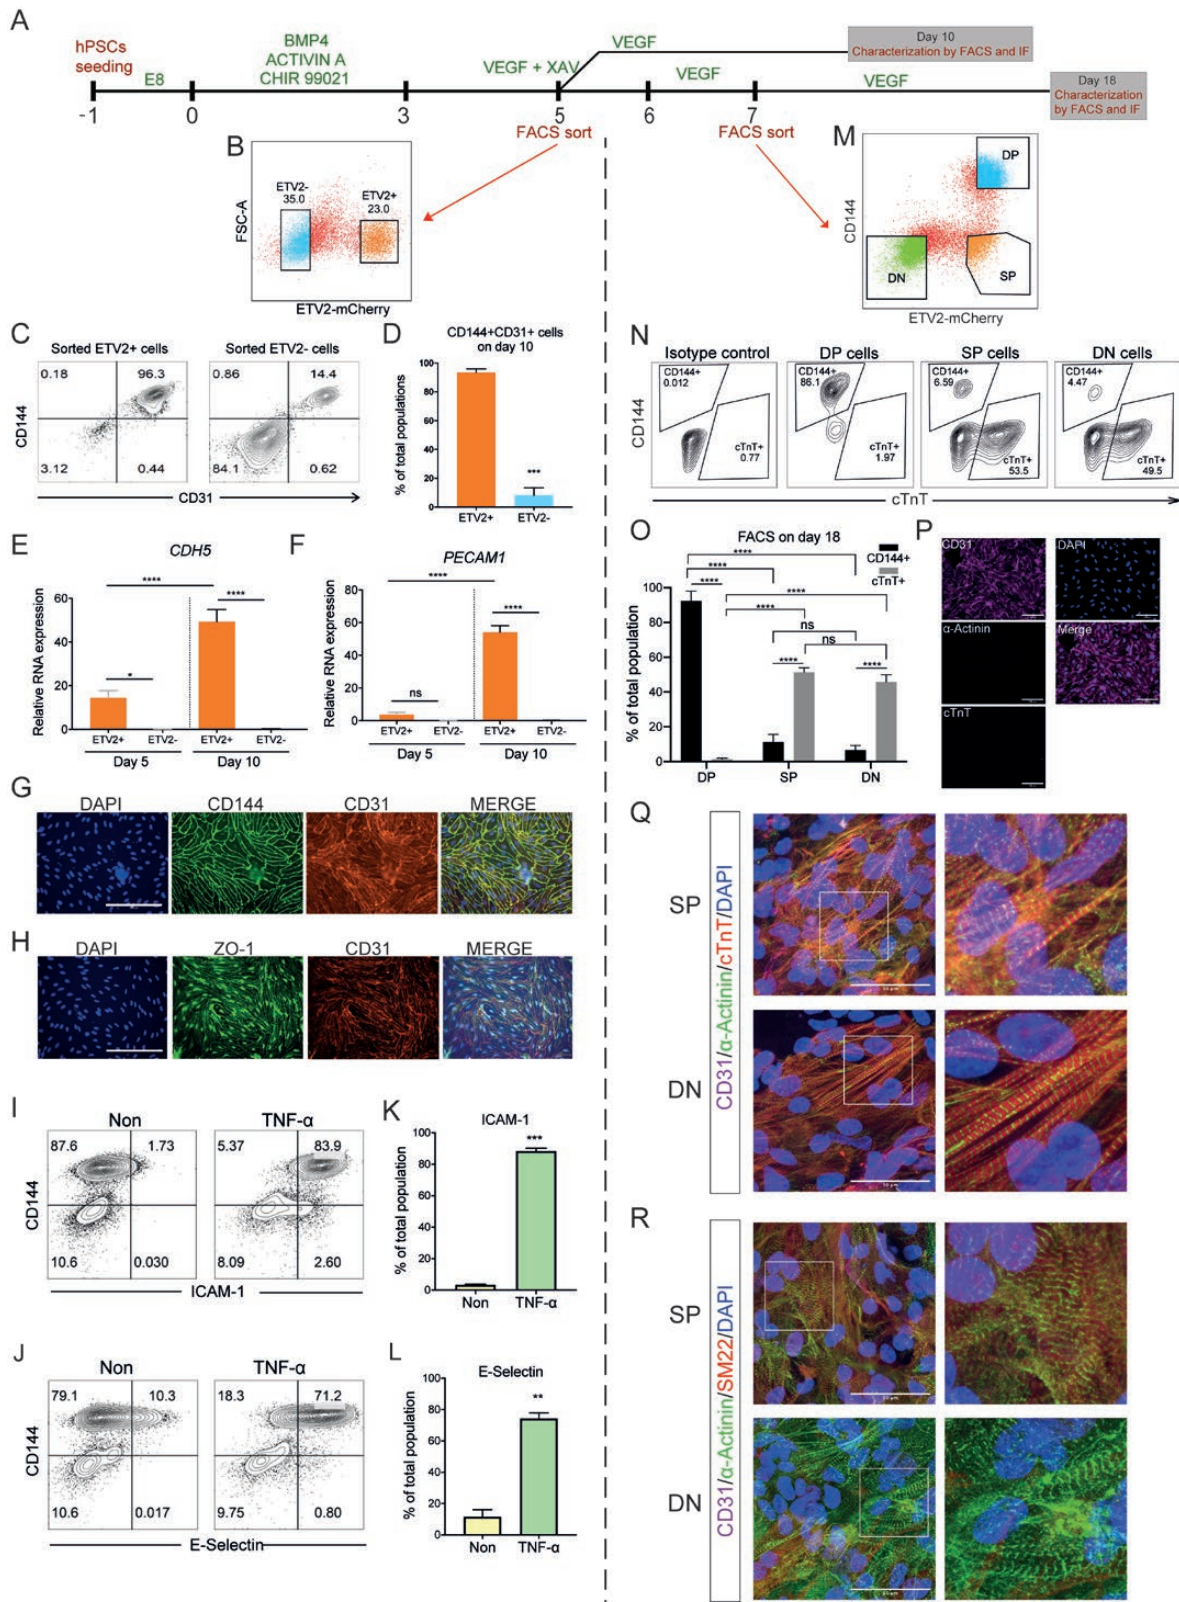 A
hPSCs
seeding
E8
BMP4
ACTIVIN A
CHIR 99021
VEGF + XAV
VEGF
VEGF
VEGF
Day 10
Characterization by FACS and IF
Day 18
Characterization
by FACS and IF
-1 0 3 5 6 7
FACS sort
FACS sort
B
ETV2-
35.0
ETV2+
23.0
FSC-A
ETV2-mCherry
M
DP
DN
SP
CD144
ETV2-mCherry
C
Sorted ETV2+ cells
Sorted ETV2- cells
0.18 96.3
3.12 0.44
0.86 14.4
84.1 0.62
CD144
CD31
D
CD144+CD31+ cells
on day 10
% of total populations
100
80
60
40
20
0
***
ETV2+ ETV2-
N
Isotype control
DP cells
SP cells
DN cells
CD144+
0.012
cTnT+
0.77
CD144+
86.1
cTnT+
1.97
CD144+
6.59
cTnT+
53.5
CD144+
4.47
cTnT+
49.5
CD144
cTnT
E
CDH5
Relative RNA expression
60
40
20
0
****
*
****
ETV2+ ETV2- ETV2+ ETV2-
Day 5 Day 10
F
PECAM1
Relative RNA expression
80
60
40
20
0
****
ns
****
ETV2+ ETV2- ETV2+ ETV2-
Day 5 Day 10
O
FACS on day 18
CD144+
cTnT+
% of total population
100
80
60
40
20
0
****
****
****
****
****
ns
ns
****
****
DP SP DN
P
CD31
DAPI
α-Actinin
Merge
cTnT
G
DAPI CD144 CD31 MERGE
H
DAPI ZO-1 CD31 MERGE
Q
SP
DN
CD31/α-Actinin/cTnT/DAPI
I
Non
TNF-α
87.6 1.73
10.6 0.030
5.37 83.9
8.09 2.60
CD144
ICAM-1
K
ICAM-1
% of total population
100
80
60
40
20
0
***
Non TNF-α
J
Non
TNF-α
79.1 10.3
10.6 0.017
18.3 71.2
9.75 0.80
CD144
E-Selectin
L
E-Selectin
% of total population
100
80
60
40
20
0
**
Non TNF-α
R
SP
DN
CD31/α-Actinin/SM22/DAPI